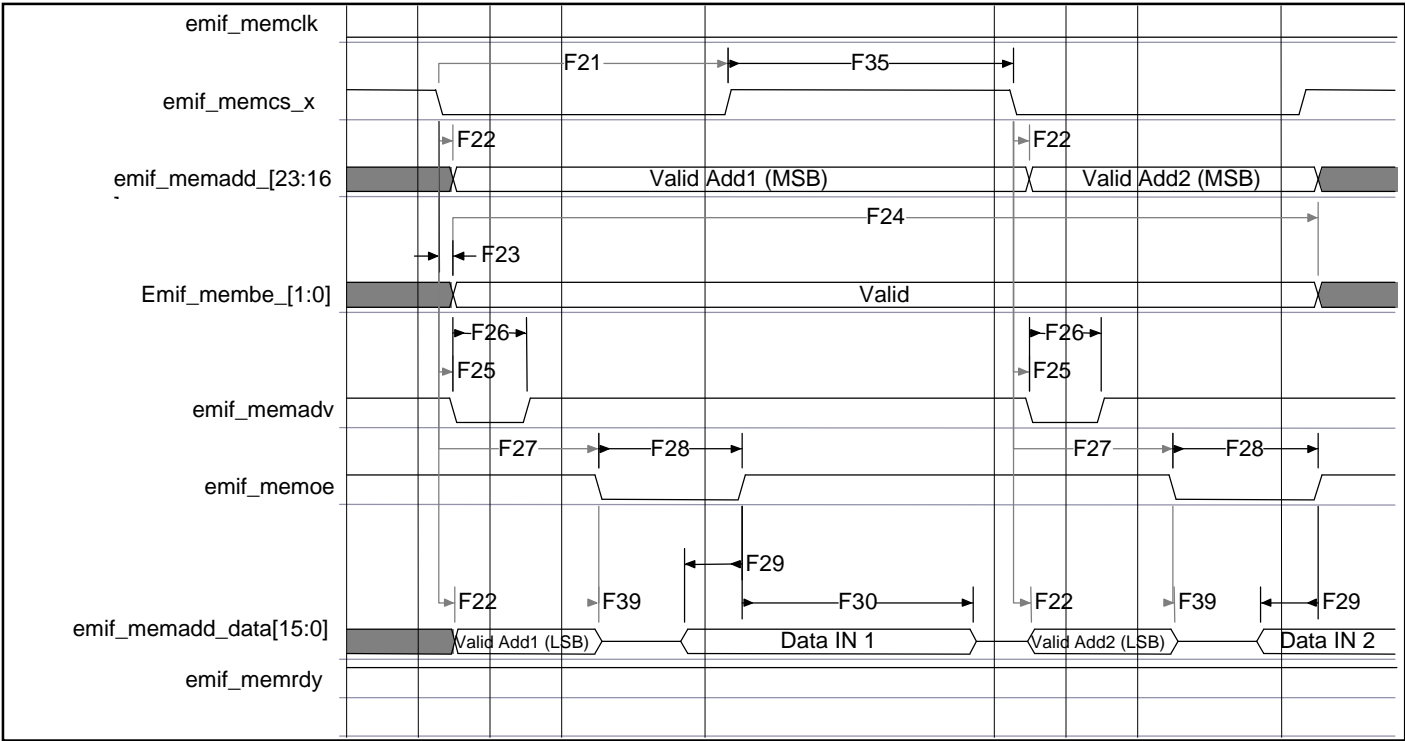 emif_memclk
F21 F35
emif_memcs_x
F22 F22
emif_memadd_[23:16
]
Valid Add1 (MSB) Valid Add2 (MSB)
F24
F23
Emif_membe_[1:0]
Valid
F26 F26
F25 F25
emif_memadv
F27 F28 F27 F28
emif_memoe
F29
F22 F39 F30 F22 F39 F29
emif_memadd_data[15:0]
Valid Add1 (LSB) Data IN 1 Valid Add2 (LSB) Data IN 2
emif_memrdy